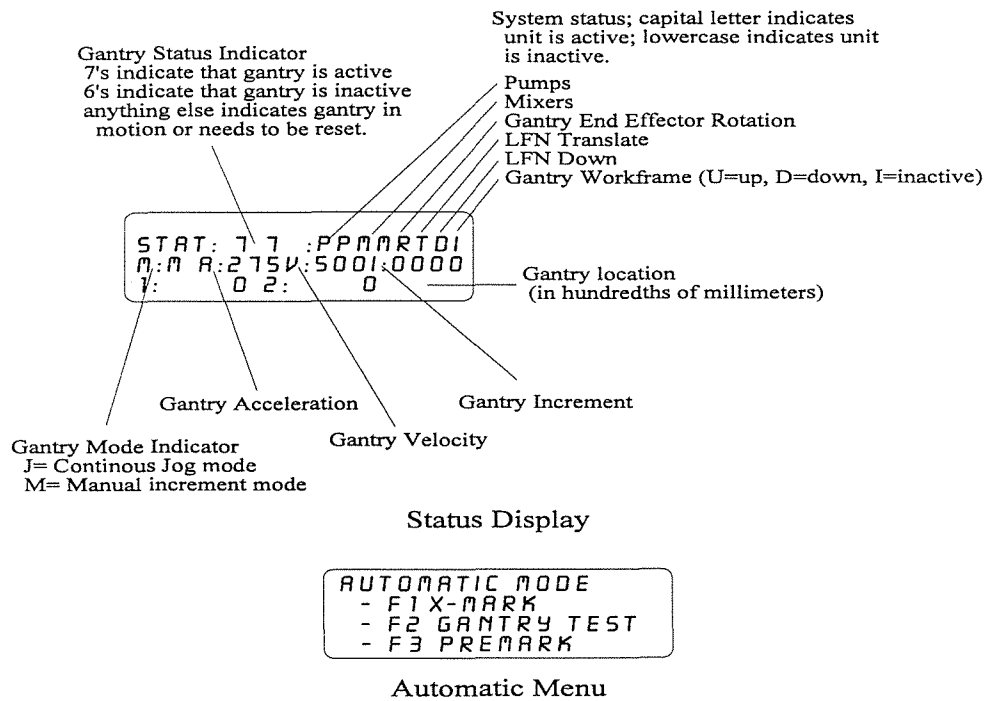 System status; capital letter indicates
unit is active; lowercase indicates unit
is inactive.
Gantry Status Indicator
7's indicate that gantry is active
6's indicate that gantry is inactive
anything else indicates gantry in
motion or needs to be reset.
Pumps
Mixers
Gantry End Effector Rotation
LFN Translate
LFN Down
Gantry Workframe (U=up, D=down, I=inactive)
STAT: 7 7 :PPMMRTDI
M:M A:275V:500I:0000
1: 0 2: 0
Gantry location
(in hundredths of millimeters)
Gantry Acceleration
Gantry Increment
Gantry Velocity
Gantry Mode Indicator
J= Continous Jog mode
M= Manual increment mode
Status Display
AUTOMATIC MODE
- F1 X-MARK
- F2 GANTRY TEST
- F3 PREMARK
Automatic Menu